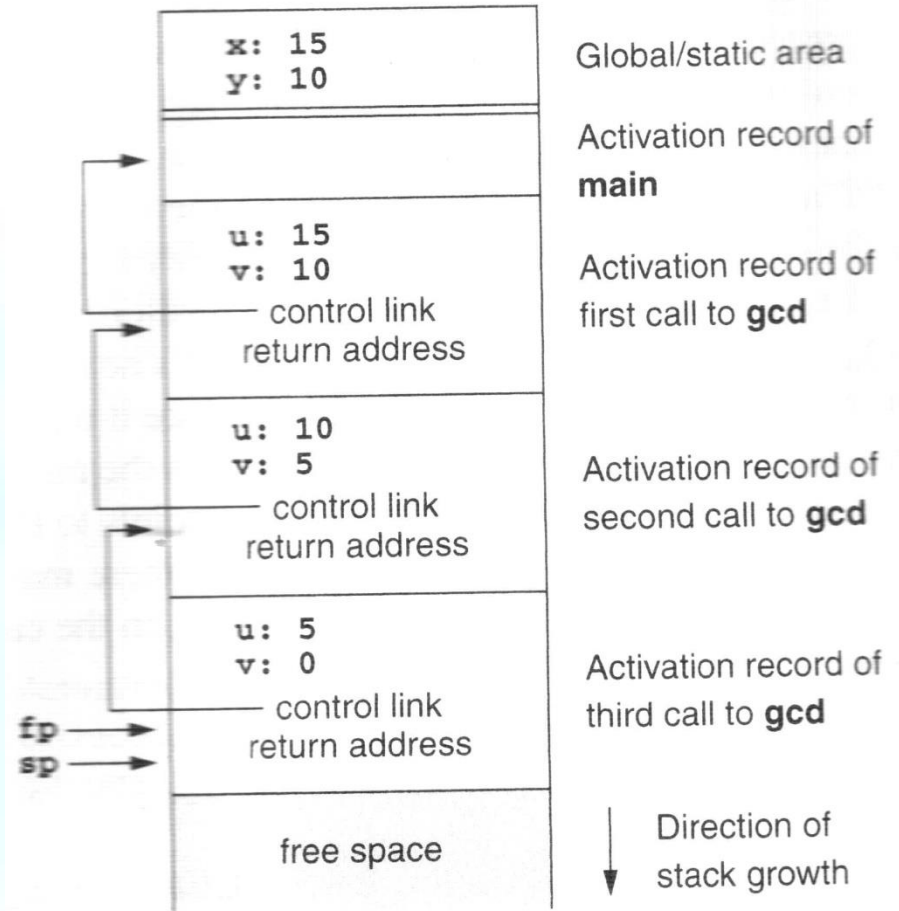 x: 15
y: 10
Global/static area
Activation record of
main
u: 15
v: 10
control link
return address
Activation record of
first call to gcd
u: 10
v: 5
control link
return address
Activation record of
second call to gcd
u: 5
v: 0
control link
return address
Activation record of
third call to gcd
fp
sp
free space
Direction of
stack growth